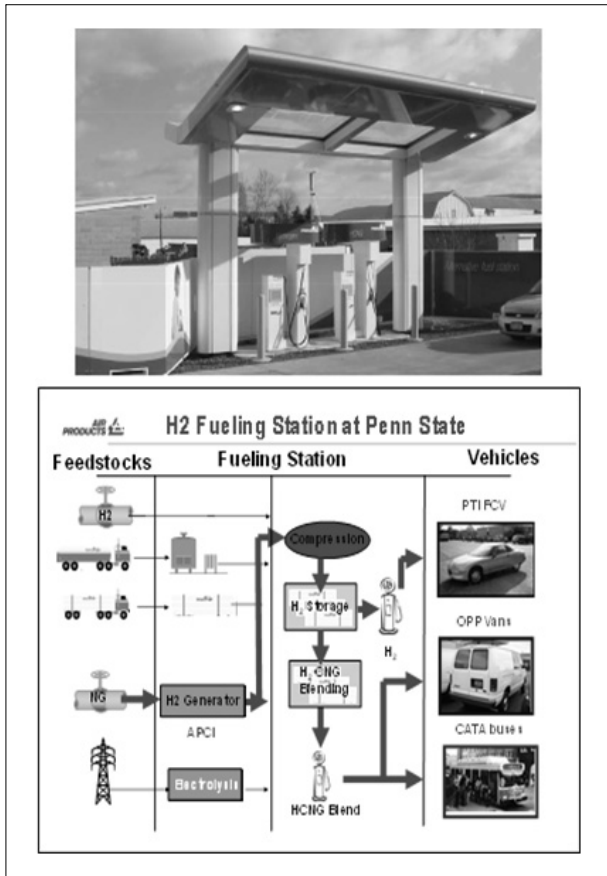 AIR
PRODUCTS
H2 Fueling Station at Penn State
Feedstocks
Fueling Station
Vehicles
H2
PTI FCV
Compression
H2 Storage
H2
OPP Vans
H2 CNG
Blending
NG
H2 Generator
APCI
CATA buses
Electrolysis
HCNG Blend